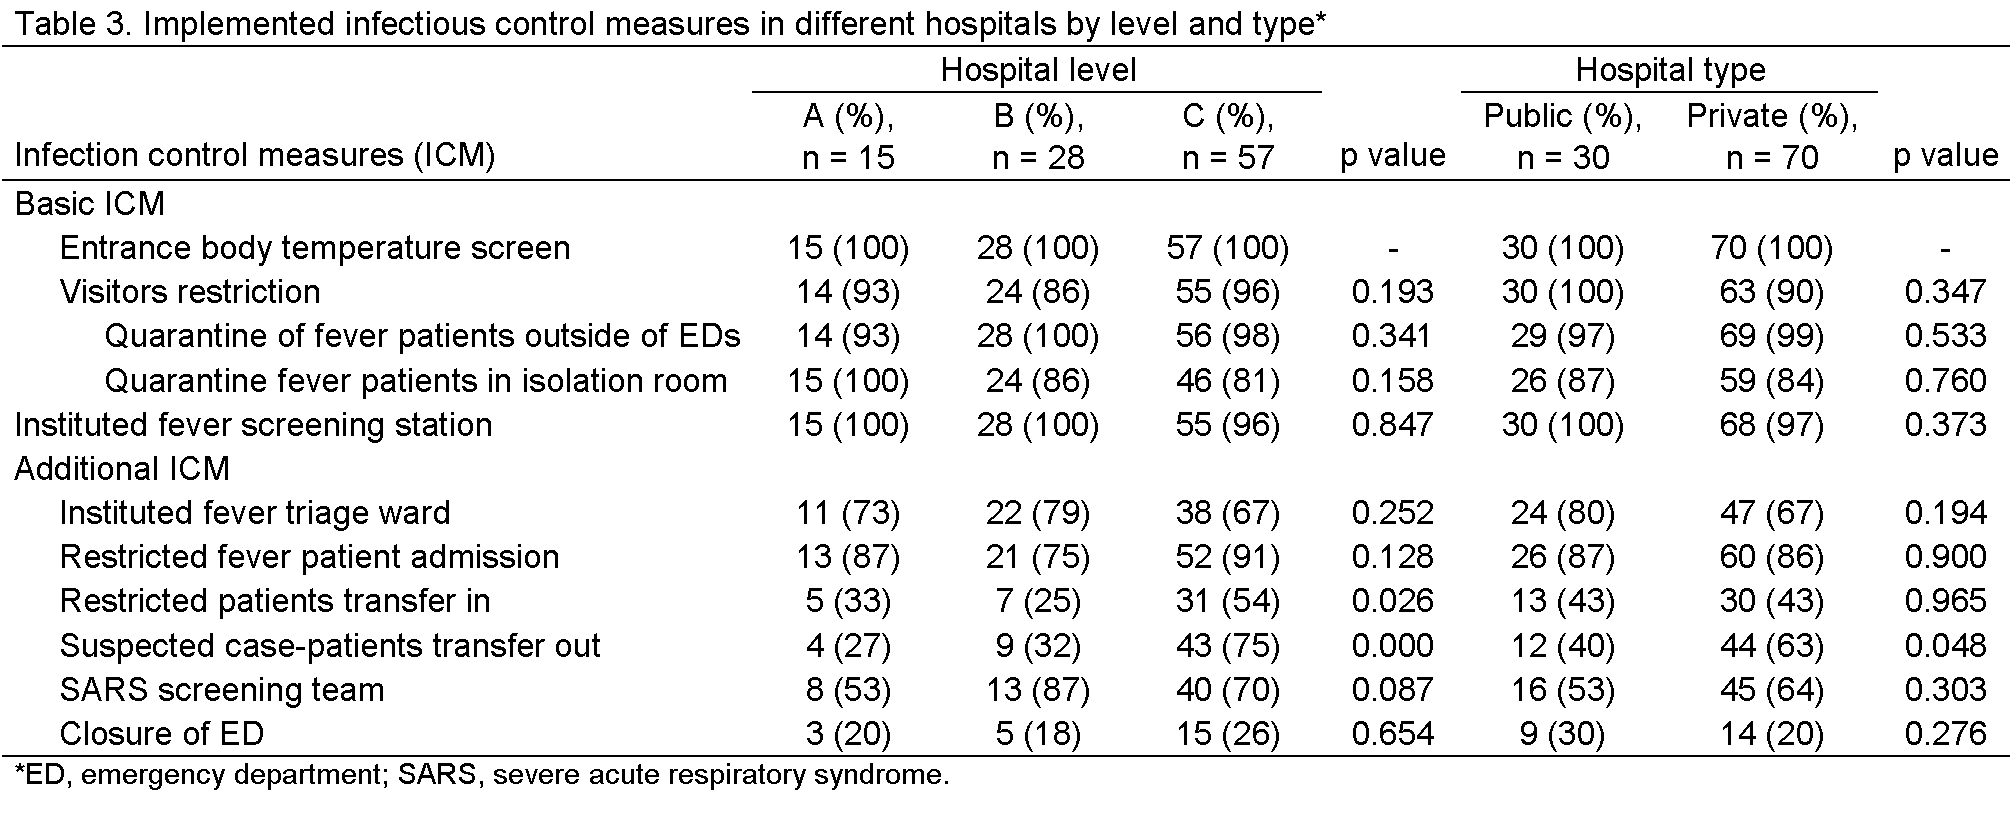 Table 3. Implemented infectious control measures in different hospitals by level and type*
Hospital level Hospital type
A (%), B (%), C (%), Public (%), Private (%),
Infection control measures (ICM) n = 15 n = 28 n = 57 p value n = 30 n = 70 p value
Basic ICM
Entrance body temperature screen 15 (100) 28 (100) 57 (100) - 30 (100) 70 (100) -
Visitors restriction 14 (93) 24 (86) 55 (96) 0.193 30 (100) 63 (90) 0.347
Quarantine of fever patients outside of EDs 14 (93) 28 (100) 56 (98) 0.341 29 (97) 69 (99) 0.533
Quarantine fever patients in isolation room 15 (100) 24 (86) 46 (81) 0.158 26 (87) 59 (84) 0.760
Instituted fever screening station 15 (100) 28 (100) 55 (96) 0.847 30 (100) 68 (97) 0.373
Additional ICM
Instituted fever triage ward 11 (73) 22 (79) 38 (67) 0.252 24 (80) 47 (67) 0.194
Restricted fever patient admission 13 (87) 21 (75) 52 (91) 0.128 26 (87) 60 (86) 0.900
Restricted patients transfer in 5 (33) 7 (25) 31 (54) 0.026 13 (43) 30 (43) 0.965
Suspected case-patients transfer out 4 (27) 9 (32) 43 (75) 0.000 12 (40) 44 (63) 0.048
SARS screening team 8 (53) 13 (87) 40 (70) 0.087 16 (53) 45 (64) 0.303
Closure of ED 3 (20) 5 (18) 15 (26) 0.654 9 (30) 14 (20) 0.276
*ED, emergency department; SARS, severe acute respiratory syndrome.